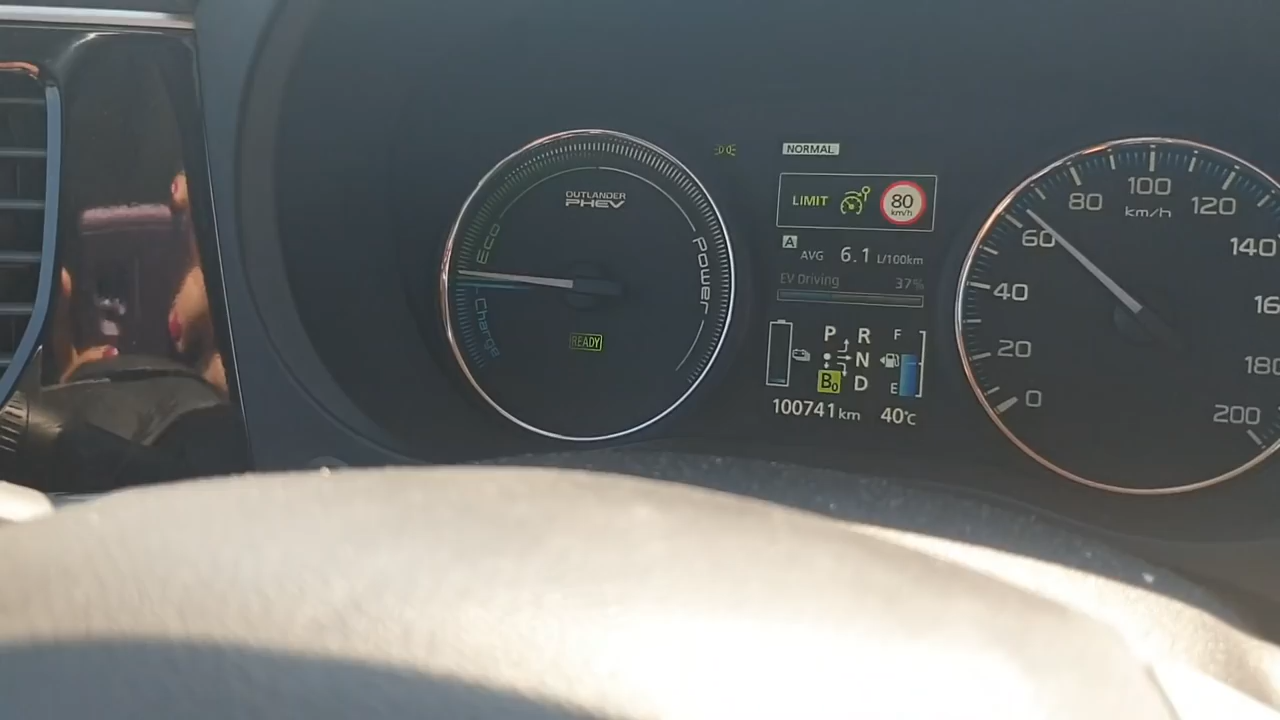 OUTLANDER
PHEV
Eco
Power
Charge
READY
NORMAL
LIMIT
80
km/h
A AVG 6.1 L/100km
EV Driving 37%
P R
N
B0 D
F
E
100741 km 40°C
0
20
40
60
80
100
120
140
180
200
km/h